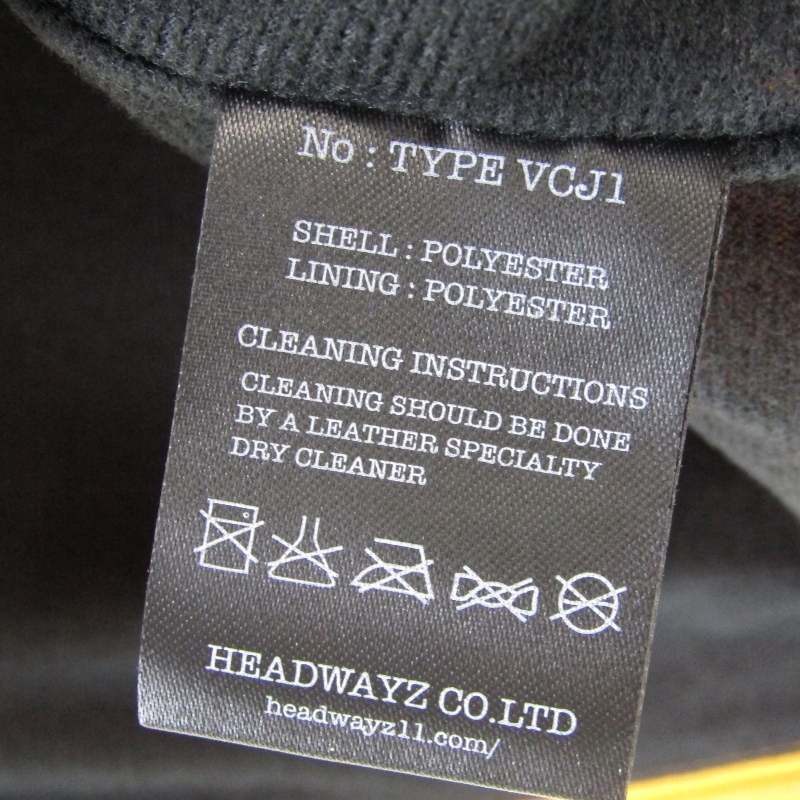 No : TYPE VCJ1
SHELL : POLYESTER
LINING : POLYESTER
CLEANING INSTRUCTIONS
CLEANING SHOULD BE DONE
BY A LEATHER SPECIALTY
DRY CLEANER
HEADWAYZ CO.LTD
headwayz11.com/